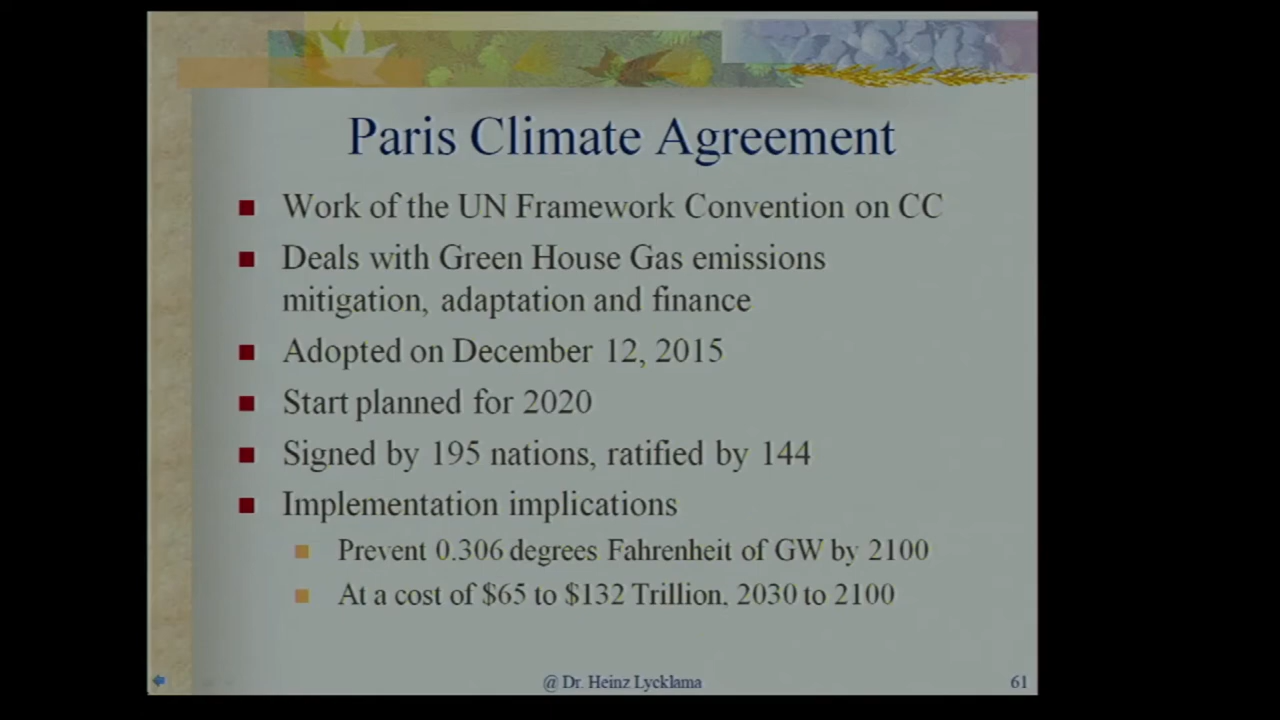 Paris Climate Agreement
Work of the UN Framework Convention on CC
Deals with Green House Gas emissions
mitigation, adaptation and finance
Adopted on December 12, 2015
Start planned for 2020
Signed by 195 nations, ratified by 144
Implementation implications
Prevent 0.306 degrees Fahrenheit of GW by 2100
At a cost of $65 to $132 Trillion, 2030 to 2100
@ Dr. Heinz Lycklama
61